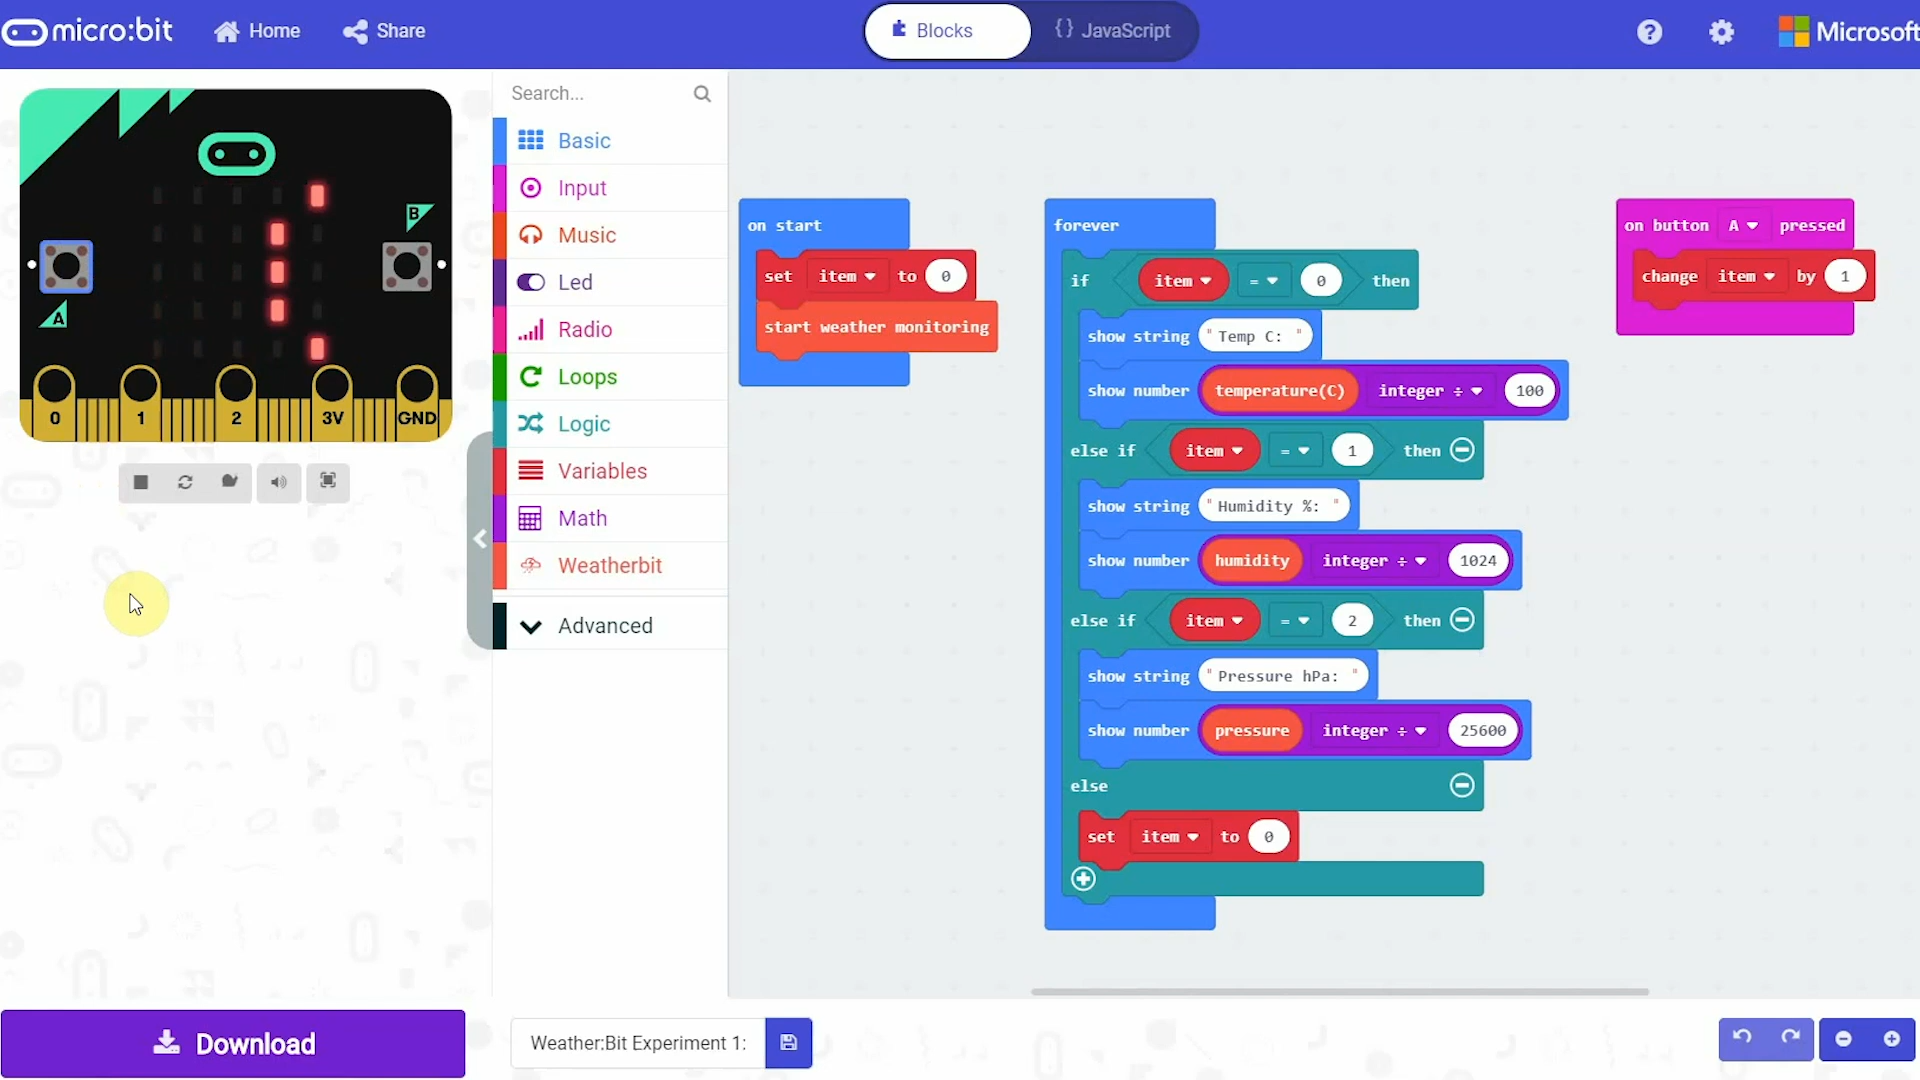 micro:bit Home Share Blocks {} JavaScript ? Microsoft
Search...
Basic
Input
Music
Led
Radio
Loops
Logic
Variables
Math
Weatherbit
Advanced
B
A
0 1 2 3V GND
on start
set item to 0
start weather monitoring
forever
if item = 0 then
show string "Temp C: "
show number temperature(C) integer ÷ 100
else if item = 1 then
show string "Humidity %: "
show number humidity integer ÷ 1024
else if item = 2 then
show string "Pressure hPa: "
show number pressure integer ÷ 25600
else
set item to 0
on button A pressed
change item by 1
Download
Weather:Bit Experiment 1: